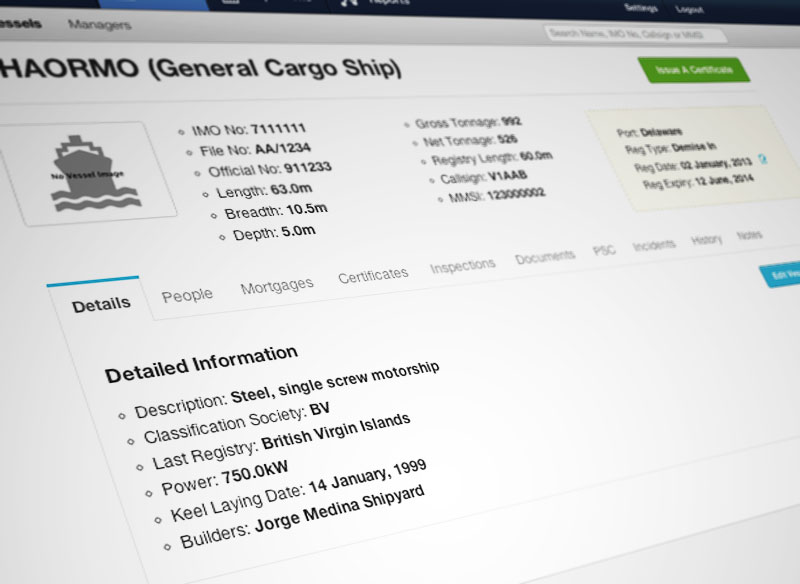 Reports
Settings
Logout
Managers
Search Name, IMO No, Callsign or MMSI
HAORMO (General Cargo Ship)
Issue A Certificate
No Vessel Image
IMO No: 7111111
File No: AA/1234
Official No: 911233
Length: 63.0m
Breadth: 10.5m
Depth: 5.0m
Gross Tonnage: 992
Net Tonnage: 526
Registry Length: 60.0m
Callsign: V1AAB
MMSI: 123000002
Port: Delaware
Reg Type: Demise In
Reg Date: 02 January, 2013
Reg Expiry: 12 June, 2014
Details
People
Mortgages
Certificates
Inspections
Documents
PSC
Incidents
History
Notes
Edit
Detailed Information
Description: Steel, single screw motorship
Classification Society: BV
Last Registry: British Virgin Islands
Power: 750.0kW
Keel Laying Date: 14 January, 1999
Builders: Jorge Medina Shipyard